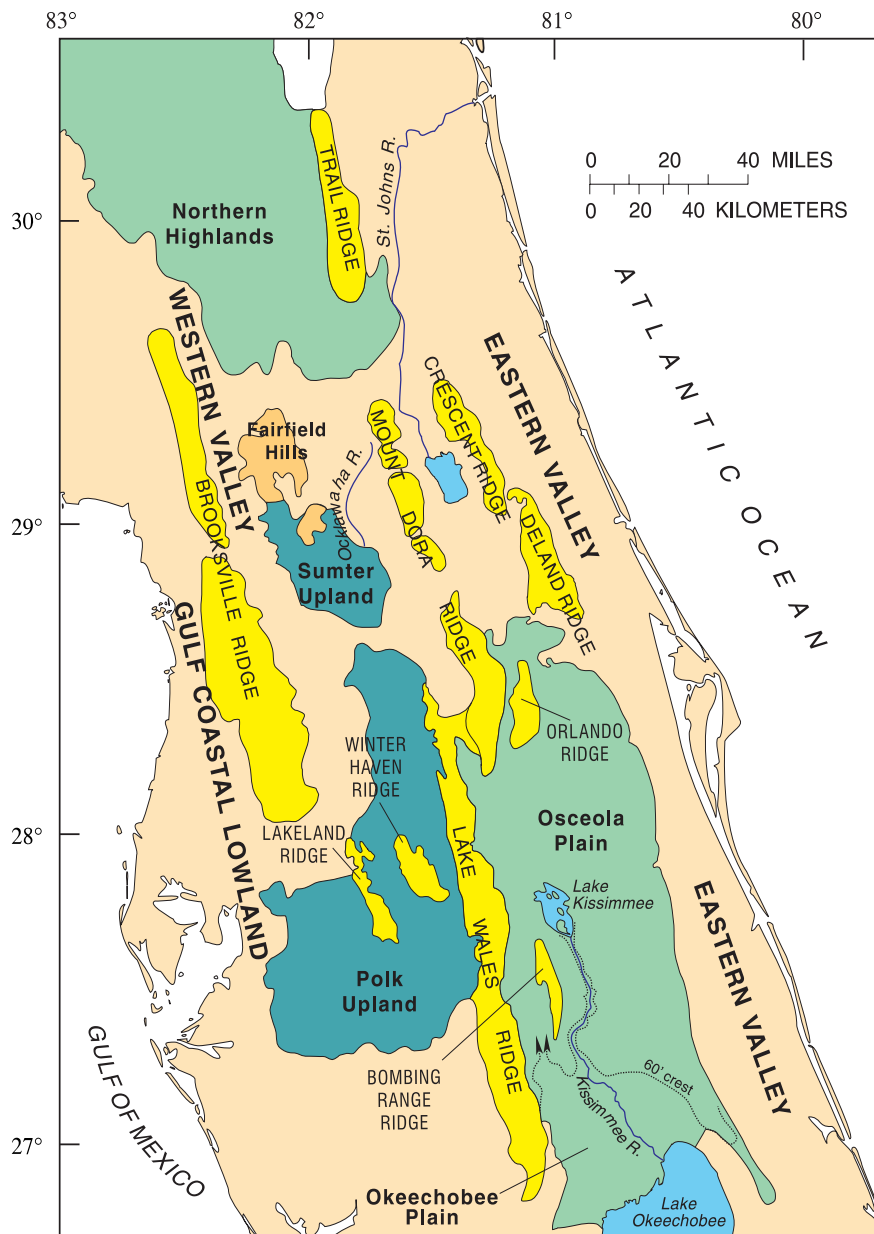 83°
82°
81°
80°
0 20 40 MILES
0 20 40 KILOMETERS
30°
29°
28°
27°
TRAIL RIDGE
St. Johns R.
Northern
Highlands
ATLANTIC OCEAN
WESTERN VALLEY
EASTERN VALLEY
CRESCENT RIDGE
Fairfield
Hills
MOUNT
DORA
RIDGE
Ocklawaha R.
BROOKSVILLE
RIDGE
DELAND RIDGE
Sumter
Upland
GULF COASTAL LOWLAND
WINTER
HAVEN
RIDGE
ORLANDO
RIDGE
LAKELAND
RIDGE
LAKE
WALES
RIDGE
Osceola
Plain
Lake
Kissimmee
EASTERN VALLEY
Polk
Upland
GULF OF MEXICO
BOMBING
RANGE
RIDGE
60' crest
Kissimmee R.
Okeechobee
Plain
Lake
Okeechobee